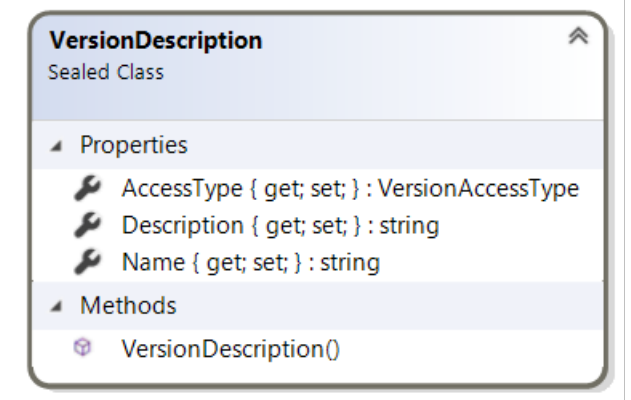 VersionDescription
Sealed Class
Properties
AccessType { get; set; } : VersionAccessType
Description { get; set; } : string
Name { get; set; } : string
Methods
VersionDescription()